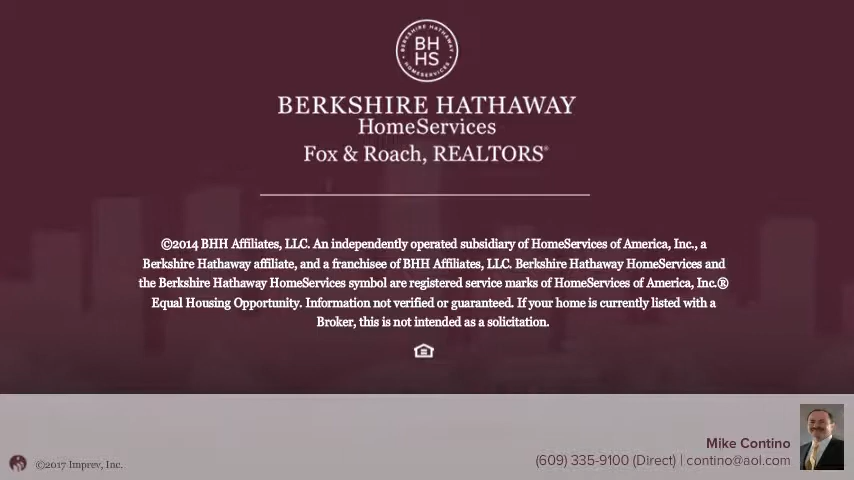 BERKSHIRE HATHAWAY HOMESERVICES
BH
HS
BERKSHIRE HATHAWAY
HomeServices
Fox & Roach, REALTORS®
©2014 BHH Affiliates, LLC. An independently operated subsidiary of HomeServices of America, Inc., a
Berkshire Hathaway affiliate, and a franchisee of BHH Affiliates, LLC. Berkshire Hathaway HomeServices and
the Berkshire Hathaway HomeServices symbol are registered service marks of HomeServices of America, Inc.®
Equal Housing Opportunity. Information not verified or guaranteed. If your home is currently listed with a
Broker, this is not intended as a solicitation.
Mike Contino
(609) 335-9100 (Direct) | contino@aol.com
©2017 Imprev, Inc.